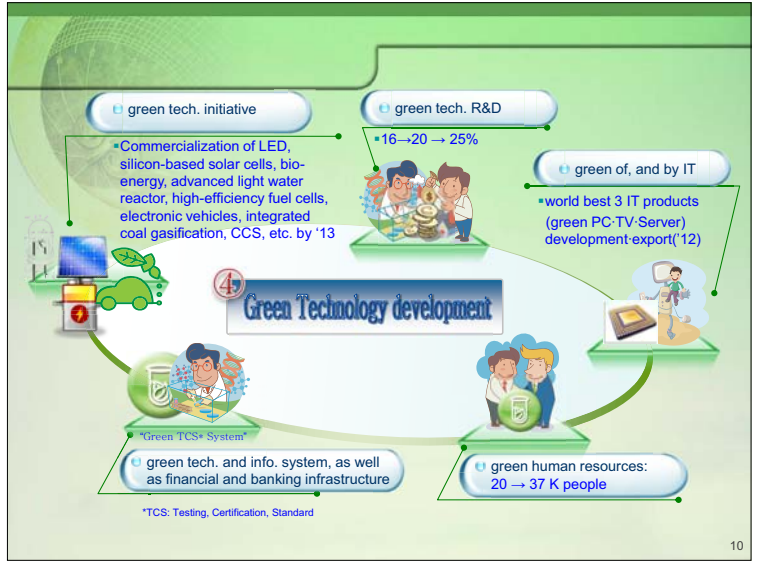 green tech. initiative
▪Commercialization of LED,
silicon-based solar cells, bio-
energy, advanced light water
reactor, high-efficiency fuel cells,
electronic vehicles, integrated
coal gasification, CCS, etc. by ‘13
green tech. R&D
▪16→20 → 25%
green of, and by IT
▪world best 3 IT products
(green PC·TV·Server)
development·export(’12)
4,
Green Technology development
“Green TCS* System”
green tech. and info. system, as well
as financial and banking infrastructure
*TCS: Testing, Certification, Standard
green human resources:
20 → 37 K people
10